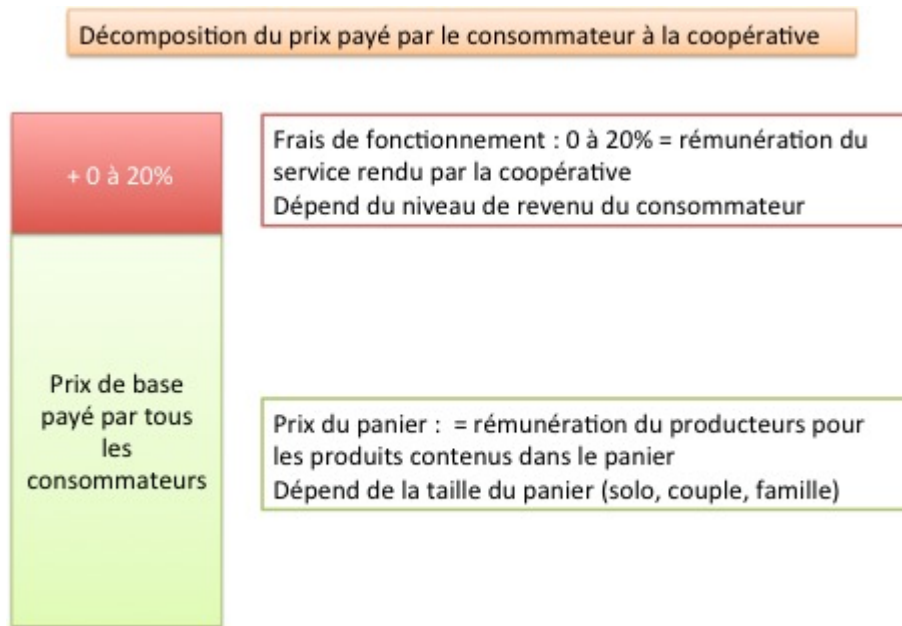 Décomposition du prix payé par le consommateur à la coopérative
+ 0 à 20%
Frais de fonctionnement : 0 à 20% = rémunération du
service rendu par la coopérative
Dépend du niveau de revenu du consommateur
Prix de base
payé par tous
les
consommateurs
Prix du panier :  = rémunération du producteurs pour
les produits contenus dans le panier
Dépend de la taille du panier (solo, couple, famille)